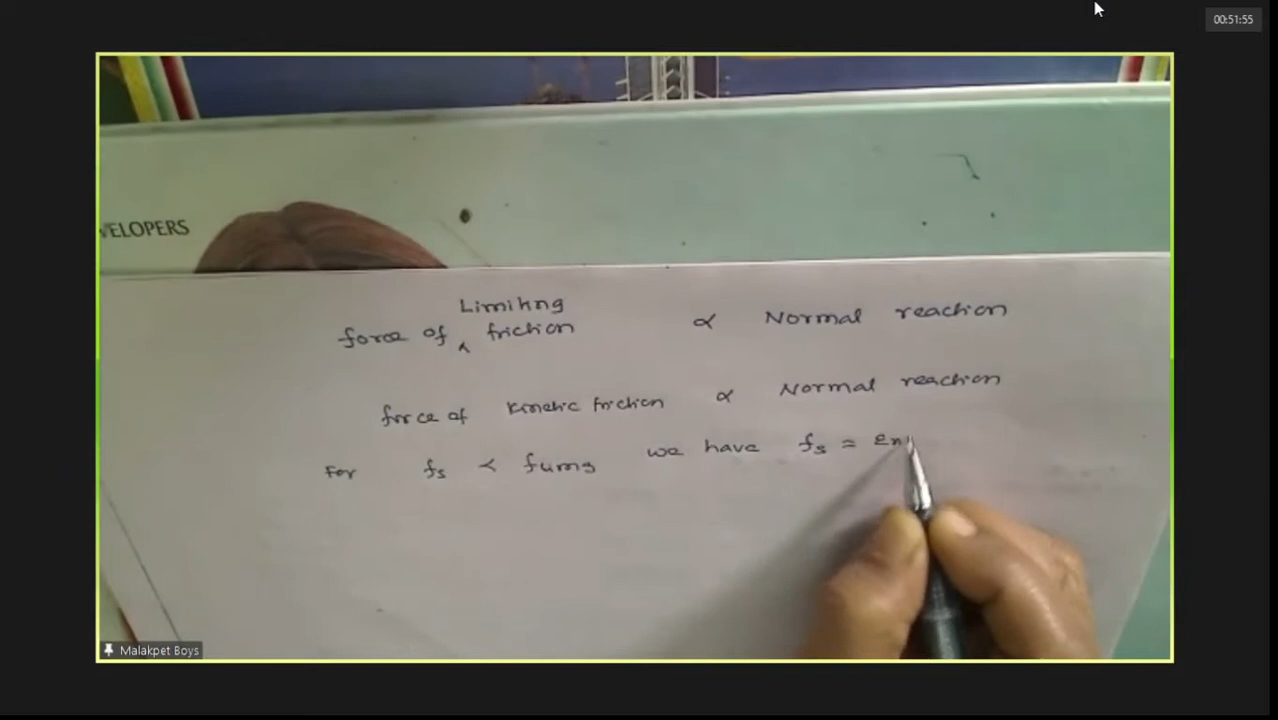 00:51:55
VELOPERS
Limiting
force of ‸ friction ∝ Normal reaction
force of kinetic friction ∝ Normal reaction
For fs < fums we have fs =
Malakpet Boys